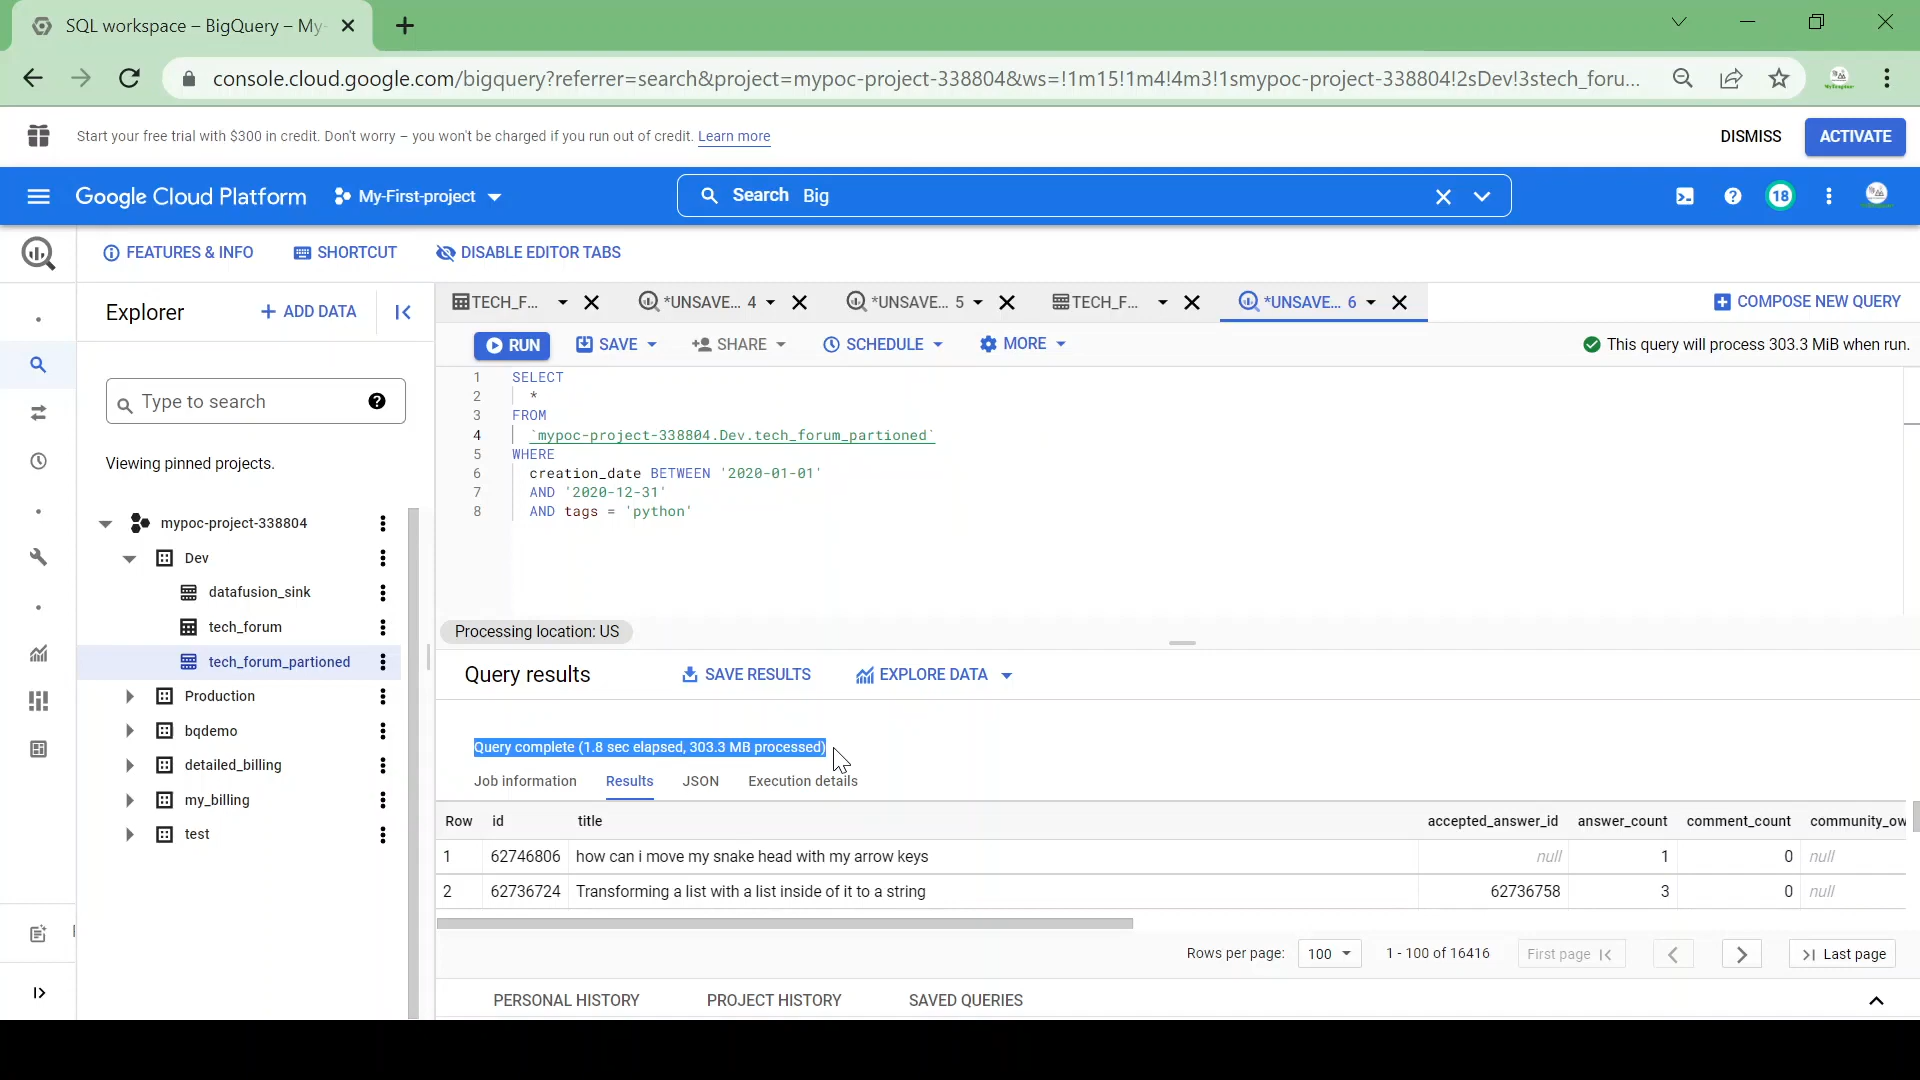 SQL workspace – BigQuery – My
console.cloud.google.com/bigquery?referrer=search&project=mypoc-project-338804&ws=!1m15!1m4!4m3!1smypoc-project-338804!2sDev!3stech_foru...
Start your free trial with $300 in credit. Don't worry – you won't be charged if you run out of credit. Learn more
DISMISS
ACTIVATE
Google Cloud Platform
My-First-project
Search Big
18
FEATURES & INFO
SHORTCUT
DISABLE EDITOR TABS
Explorer
+ ADD DATA
TECH_F...
*UNSAVE... 4
*UNSAVE... 5
TECH_F...
*UNSAVE... 6
COMPOSE NEW QUERY
RUN
SAVE
SHARE
SCHEDULE
MORE
This query will process 303.3 MiB when run.
Type to search
Viewing pinned projects.
mypoc-project-338804
Dev
datafusion_sink
tech_forum
tech_forum_partioned
Production
bqdemo
detailed_billing
my_billing
test
1 SELECT
2 *
3 FROM
4 `mypoc-project-338804.Dev.tech_forum_partioned`
5 WHERE
6 creation_date BETWEEN '2020-01-01'
7 AND '2020-12-31'
8 AND tags = 'python'
Processing location: US
Query results
SAVE RESULTS
EXPLORE DATA
Query complete (1.8 sec elapsed, 303.3 MB processed)
Job information Results JSON Execution details
Row id title accepted_answer_id answer_count comment_count community_ow
1 62746806 how can i move my snake head with my arrow keys null 1 0 null
2 62736724 Transforming a list with a list inside of it to a string 62736758 3 0 null
Rows per page: 100 1 - 100 of 16416 First page Last page
PERSONAL HISTORY PROJECT HISTORY SAVED QUERIES